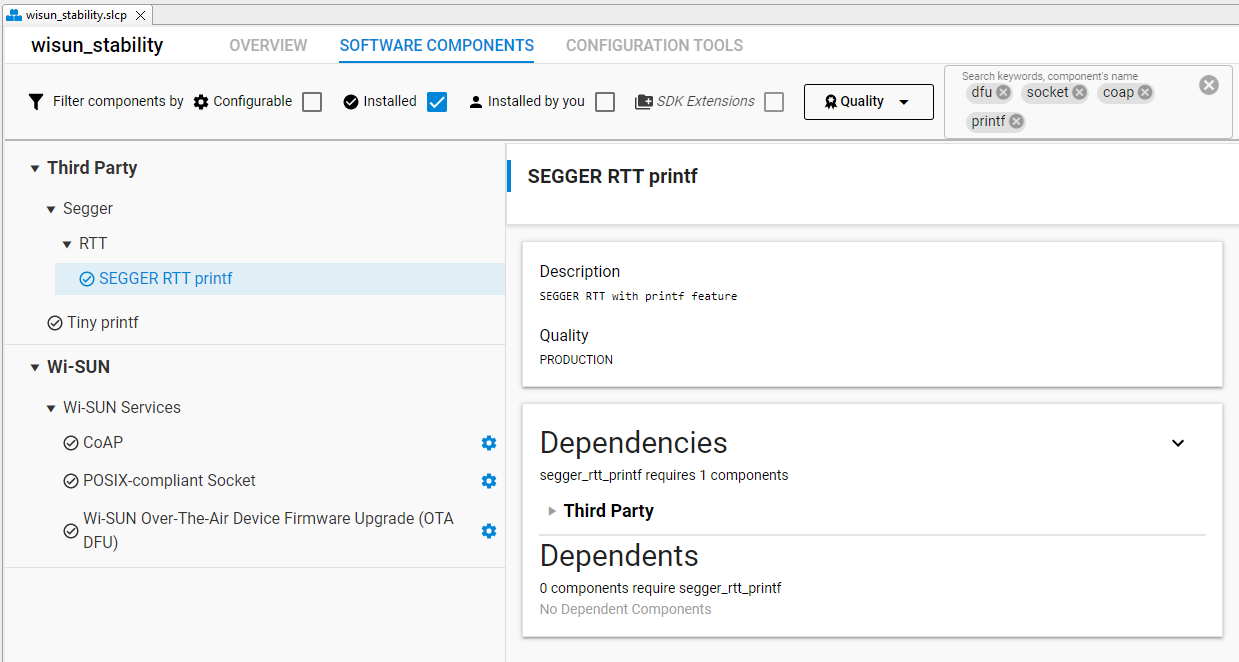 wisun_stability.slcp
wisun_stability OVERVIEW SOFTWARE COMPONENTS CONFIGURATION TOOLS
Filter components by Configurable Installed Installed by you SDK Extensions Quality
Search keywords, component's name
dfu socket coap
printf
Third Party
Segger
RTT
SEGGER RTT printf
Tiny printf
Wi-SUN
Wi-SUN Services
CoAP
POSIX-compliant Socket
Wi-SUN Over-The-Air Device Firmware Upgrade (OTA
DFU)
SEGGER RTT printf
Description
SEGGER RTT with printf feature
Quality
PRODUCTION
Dependencies
segger_rtt_printf requires 1 components
Third Party
Dependents
0 components require segger_rtt_printf
No Dependent Components